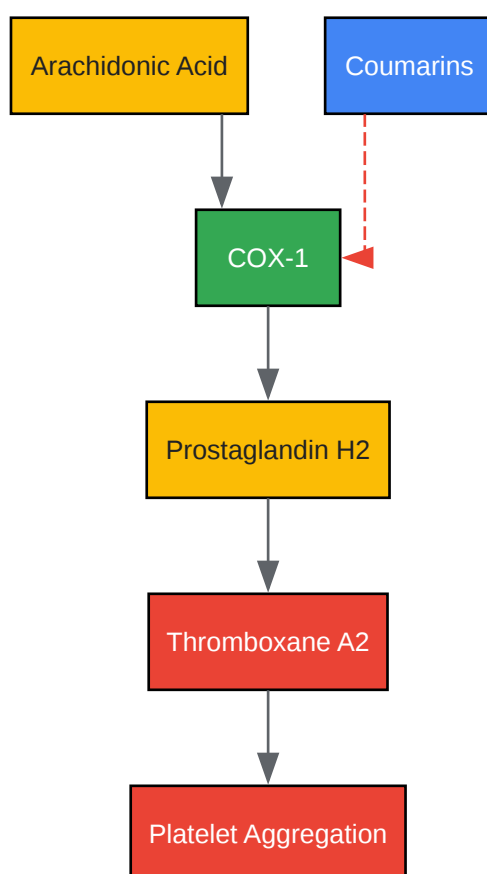 Arachidonic Acid
Coumarins
COX-1
Prostaglandin H2
Thromboxane A2
Platelet Aggregation